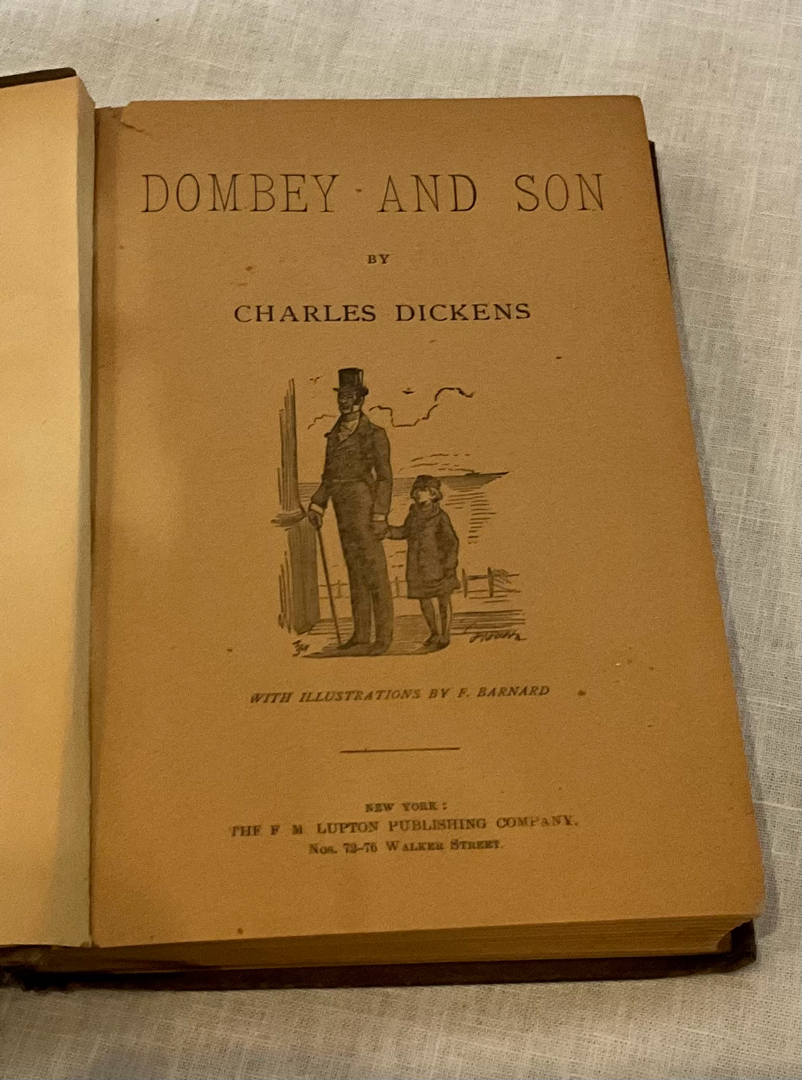 DOMBEY AND SON
BY
CHARLES DICKENS
WITH ILLUSTRATIONS BY F. BARNARD
NEW YORK:
THE F M LUPTON PUBLISHING COMPANY.
Nos. 72-76 Walker Street.